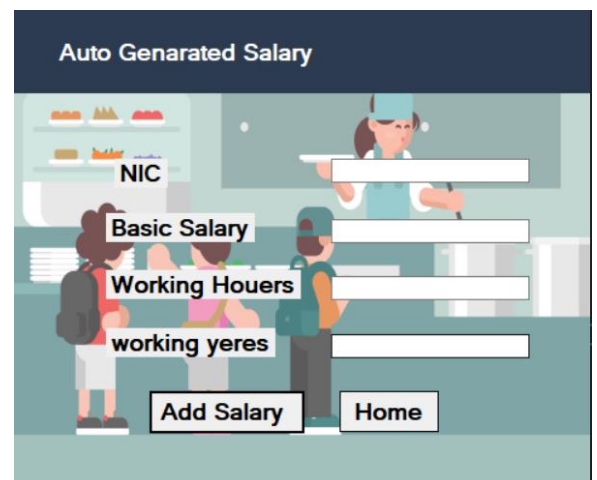 Auto Genarated Salary
NIC
Basic Salary
Working Houers
working yeres
Add Salary
Home